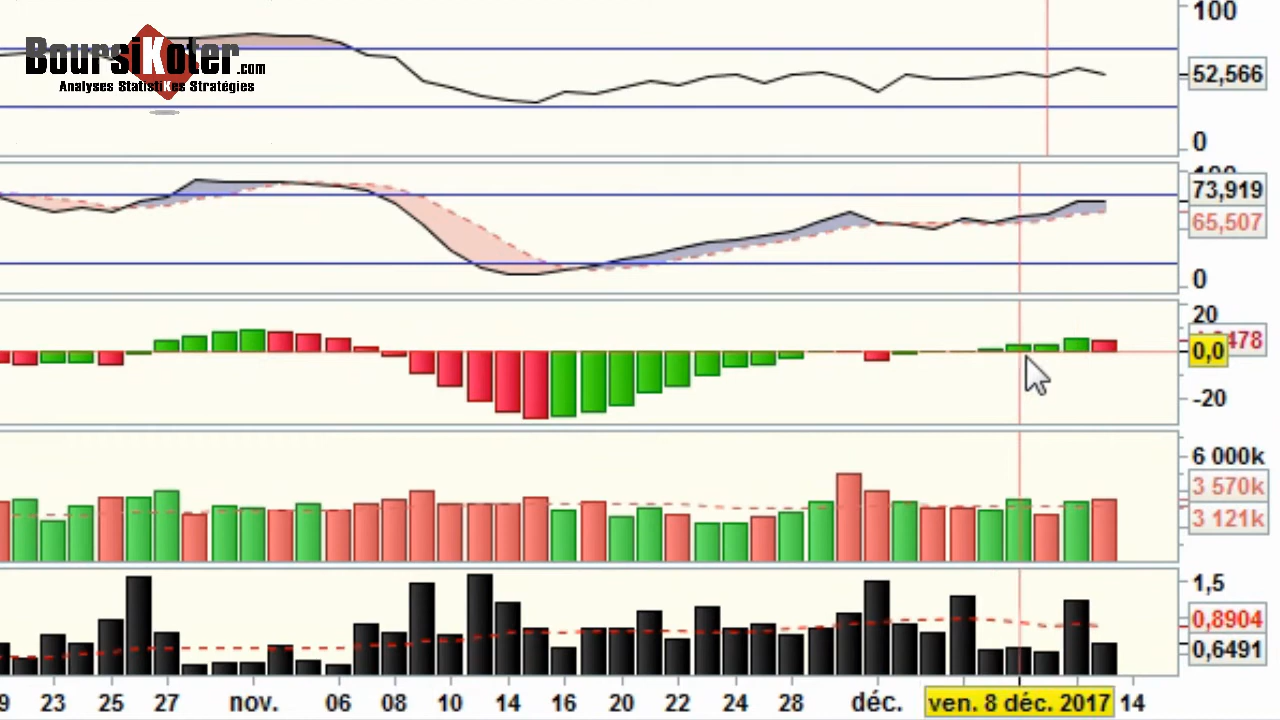 BoursiKoter.com
Analyses StatistiKes Stratégies
100
52,566
0
73,919
65,507
0
20
478
0,0
-20
6 000k
3 570k
3 121k
1,5
0,8904
0,6491
23 25 27 nov. 06 08 10 14 16 20 22 24 28 déc. ven. 8 déc. 2017 14